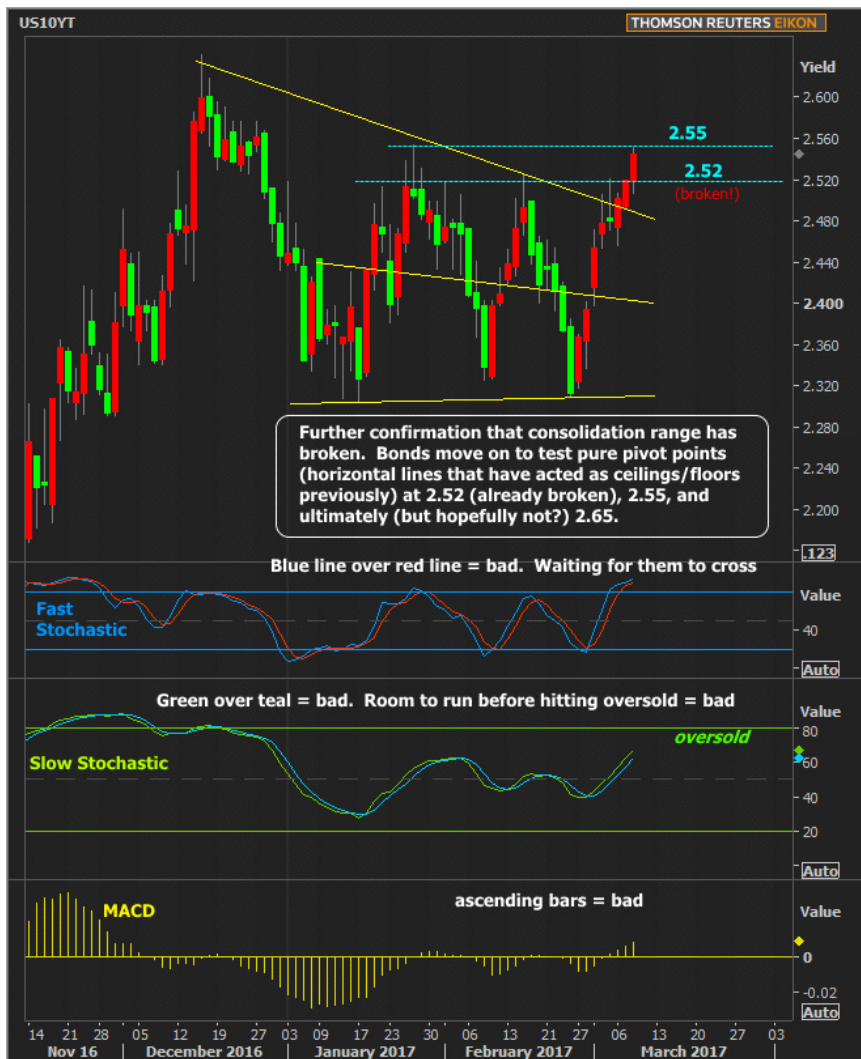 US10YT
THOMSON REUTERS EIKON
Yield
2.600
2.560
2.520
2.480
2.440
2.400
2.360
2.320
2.280
2.240
2.200
.123
2.55
2.52
(broken!)
Further confirmation that consolidation range has
broken. Bonds move on to test pure pivot points
(horizontal lines that have acted as ceilings/floors
previously) at 2.52 (already broken), 2.55, and
ultimately (but hopefully not?) 2.65.
Blue line over red line = bad. Waiting for them to cross
Fast
Stochastic
Value
40
Auto
Green over teal = bad. Room to run before hitting oversold = bad
oversold
Slow Stochastic
Value
80
60
40
20
Auto
MACD
ascending bars = bad
Value
0
-0.02
Auto
14 21 28 05 12 19 27 03 09 17 23 30 06 13 21 27 06 13 20 27 03
Nov 16 December 2016 January 2017 February 2017 March 2017